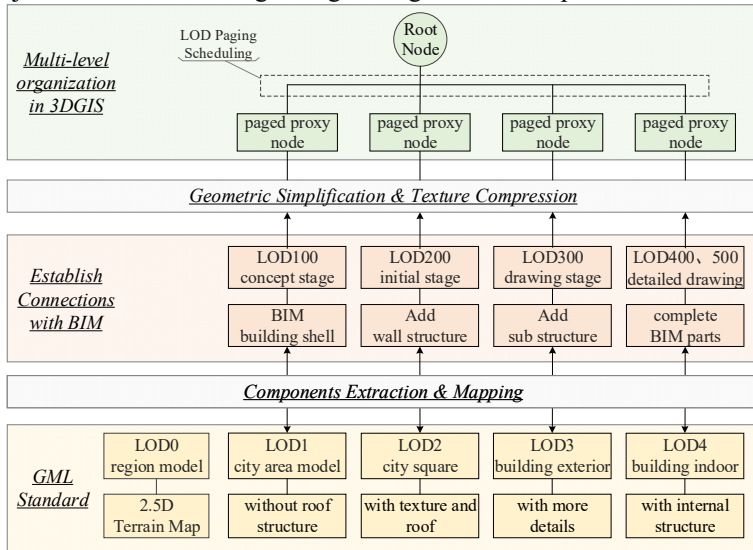 LOD Paging
Scheduling
Root
Node
Multi-level
organization
in 3DGIS
paged proxy
node
paged proxy
node
paged proxy
node
paged proxy
node
Geometric Simplification & Texture Compression
Establish
Connections
with BIM
LOD100
concept stage
LOD200
initial stage
LOD300
drawing stage
LOD400、500
detailed drawing
BIM
building shell
Add
wall structure
Add
sub structure
complete
BIM parts
Components Extraction & Mapping
GML
Standard
LOD0
region model
LOD1
city area model
LOD2
city square
LOD3
building exterior
LOD4
building indoor
2.5D
Terrain Map
without roof
structure
with texture and
roof
with more
details
with internal
structure